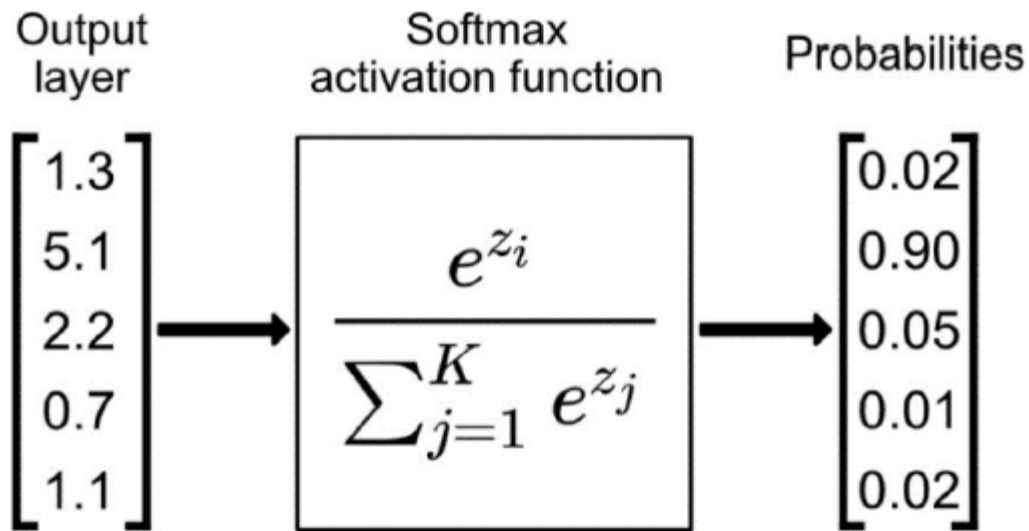 Output
layer
Softmax
activation function
Probabilities
1.3
5.1
2.2
0.7
1.1
e^{z_i}
∑_{j=1}^{K} e^{z_j}
0.02
0.90
0.05
0.01
0.02